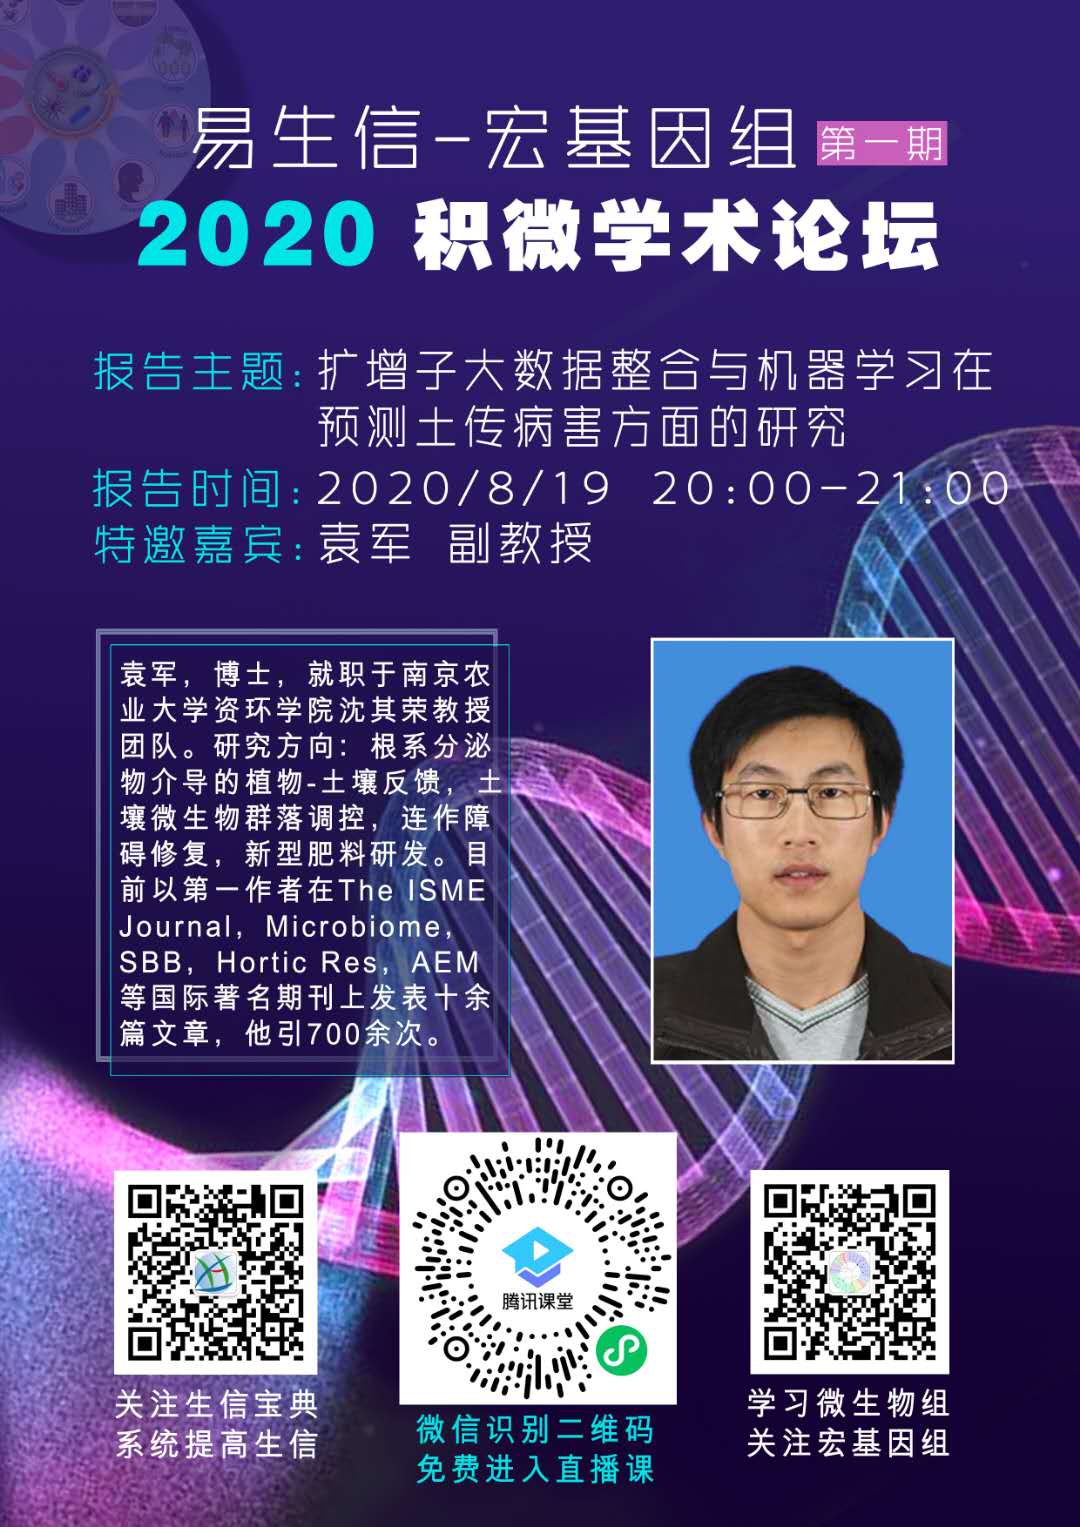 易生信-宏基因组 第一期
2020 积微学术论坛
报告主题: 扩增子大数据整合与机器学习在
预测土传病害方面的研究
报告时间: 2020/8/19 20:00-21:00
特邀嘉宾: 袁军 副教授
袁军，博士，就职于南京农
业大学资环学院沈其荣教授
团队。研究方向：根系分泌
物介导的植物-土壤反馈，土
壤微生物群落调控，连作障
碍修复，新型肥料研发。目
前以第一作者在The ISME
Journal，Microbiome，
SBB，Hortic Res，AEM
等国际著名期刊上发表十余
篇文章，他引700余次。
腾讯课堂
关注生信宝典
系统提高生信
微信识别二维码
免费进入直播课
学习微生物组
关注宏基因组